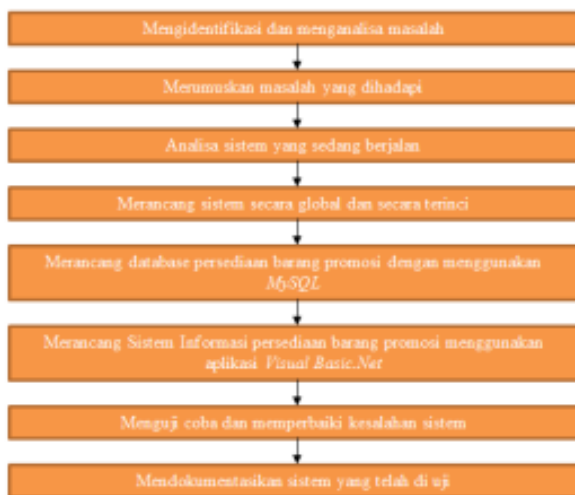 Mengidentifikasi dan menganalisa masalah
Merumuskan masalah yang dihadapi
Analisa sistem yang sedang berjalan
Merancang sistem secara global dan secara terinci
Merancang database persediaan barang promosi dengan menggunakan
MySQL
Merancang Sistem Informasi persediaan barang promosi menggunakan
aplikasi Visual Basic.Net
Menguji coba dan memperbaiki kesalahan sistem
Mendokumentasikan sistem yang telah di uji